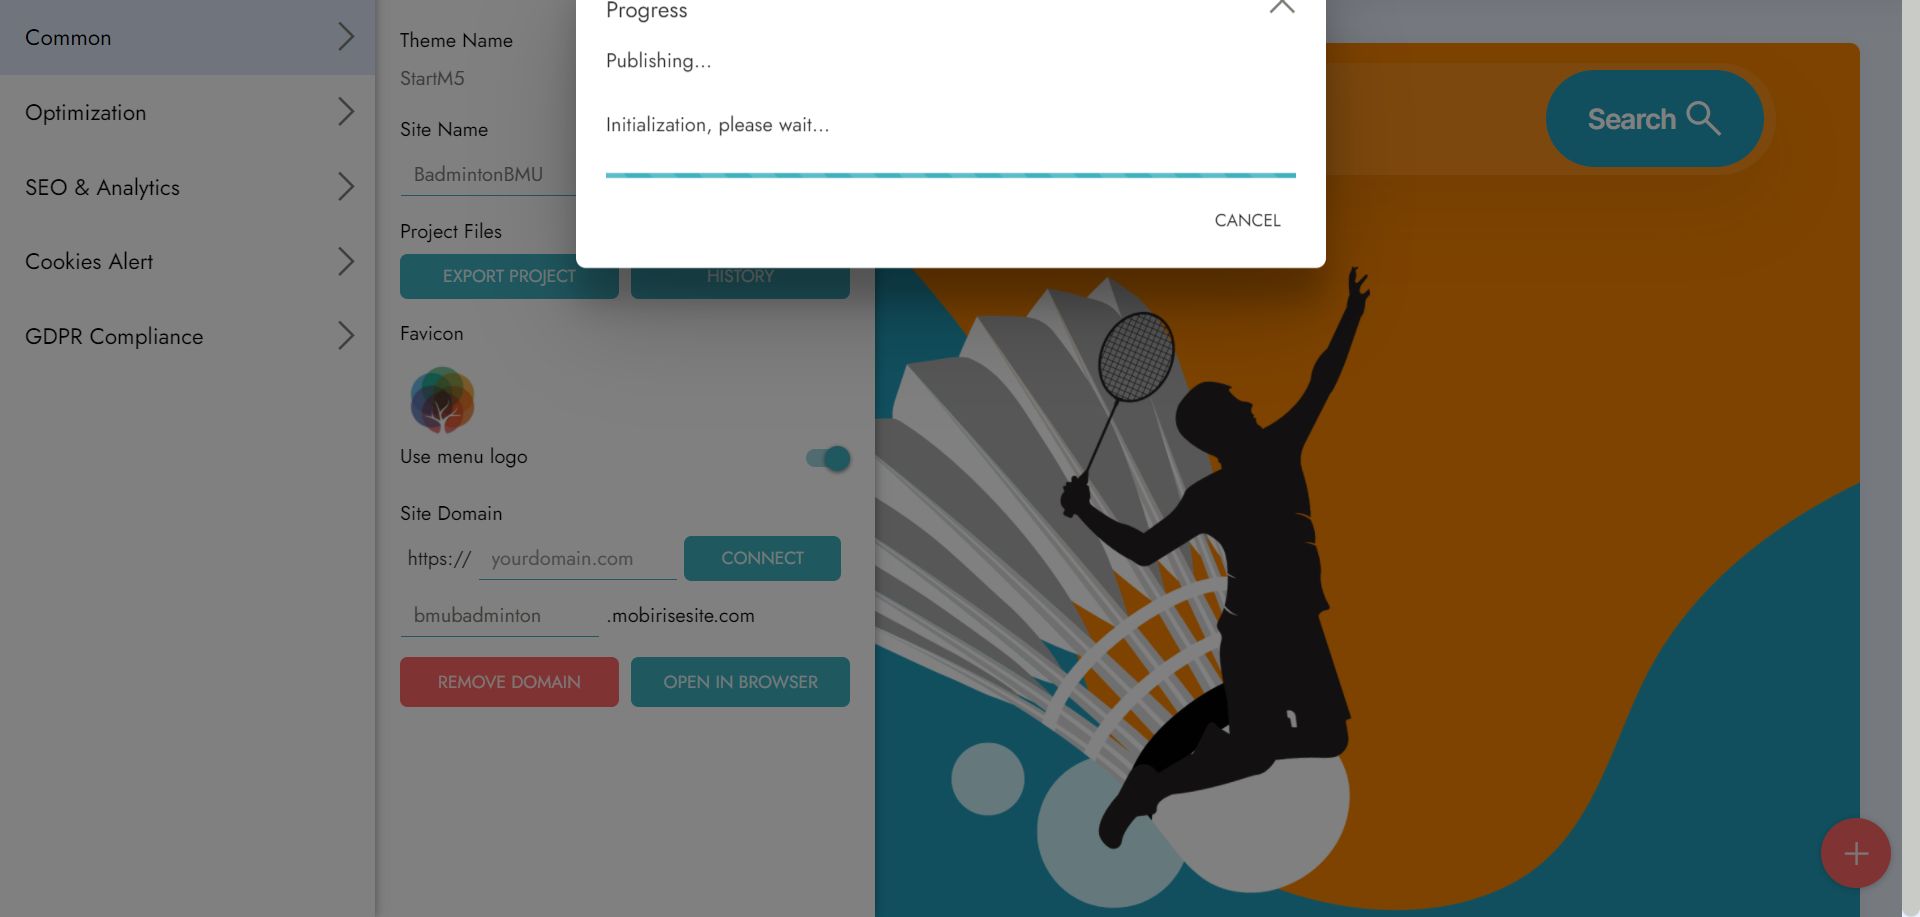 Common
Optimization
SEO & Analytics
Cookies Alert
GDPR Compliance
Theme Name
StartM5
Site Name
BadmintonBMU
Project Files
EXPORT PROJECT
HISTORY
Favicon
Use menu logo
Site Domain
https://
yourdomain.com
CONNECT
bmubadminton
.mobirisesite.com
REMOVE DOMAIN
OPEN IN BROWSER
Progress
Publishing...
Initialization, please wait...
CANCEL
Search